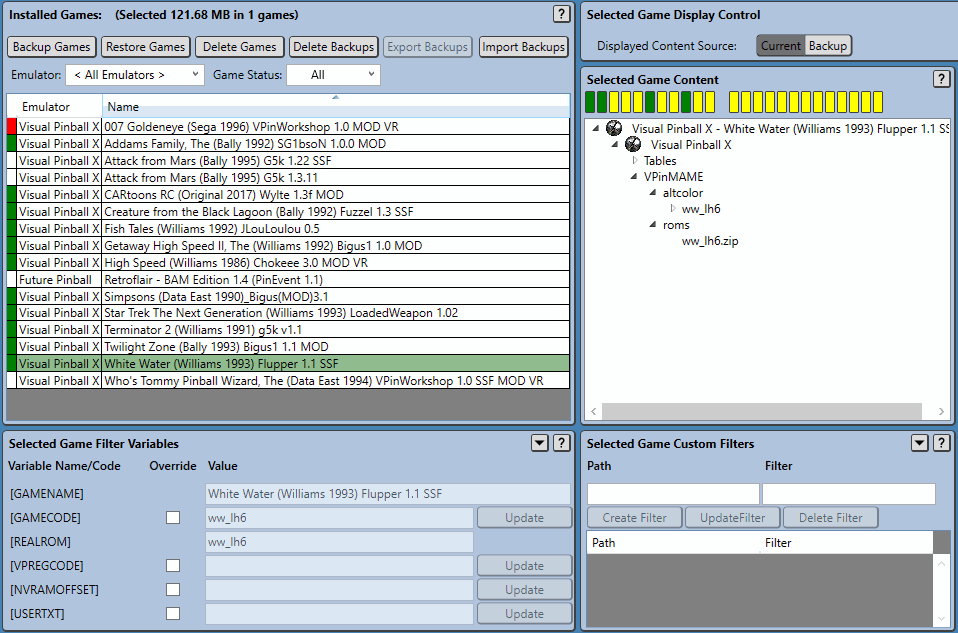 Installed Games: (Selected 121.68 MB in 1 games)
?
Backup Games Restore Games Delete Games Delete Backups Export Backups Import Backups
Emulator: < All Emulators > Game Status: All
Emulator Name
Visual Pinball X 007 Goldeneye (Sega 1996) VPinWorkshop 1.0 MOD VR
Visual Pinball X Addams Family, The (Bally 1992) SG1bsoN 1.0.0 MOD
Visual Pinball X Attack from Mars (Bally 1995) G5k 1.22 SSF
Visual Pinball X Attack from Mars (Bally 1995) G5k 1.3.11
Visual Pinball X CARtoons RC (Original 2017) Wylte 1.3f MOD
Visual Pinball X Creature from the Black Lagoon (Bally 1992) Fuzzel 1.3 SSF
Visual Pinball X Fish Tales (Williams 1992) JLouLoulou 0.5
Visual Pinball X Getaway High Speed II, The (Williams 1992) Bigus1 1.0 MOD
Visual Pinball X High Speed (Williams 1986) Chokeee 3.0 MOD VR
Future Pinball Retroflair - BAM Edition 1.4 (PinEvent 1.1)
Visual Pinball X Simpsons (Data East 1990)_Bigus(MOD)3.1
Visual Pinball X Star Trek The Next Generation (Williams 1993) LoadedWeapon 1.02
Visual Pinball X Terminator 2 (Williams 1991) g5k v1.1
Visual Pinball X Twilight Zone (Bally 1993) Bigus1 1.1 MOD
Visual Pinball X White Water (Williams 1993) Flupper 1.1 SSF
Visual Pinball X Who's Tommy Pinball Wizard, The (Data East 1994) VPinWorkshop 1.0 SSF MOD VR
Selected Game Display Control
Displayed Content Source: Current Backup
Selected Game Content
?
Visual Pinball X - White Water (Williams 1993) Flupper 1.1 SS
Visual Pinball X
Tables
VPinMAME
altcolor
ww_lh6
roms
ww_lh6.zip
Selected Game Filter Variables
?
Variable Name/Code Override Value
[GAMENAME] White Water (Williams 1993) Flupper 1.1 SSF
[GAMECODE] ww_lh6 Update
[REALROM] ww_lh6
[VPREGCODE] Update
[NVRAMOFFSET] Update
[USERTXT] Update
Selected Game Custom Filters
?
Path Filter
Create Filter UpdateFilter Delete Filter
Path Filter